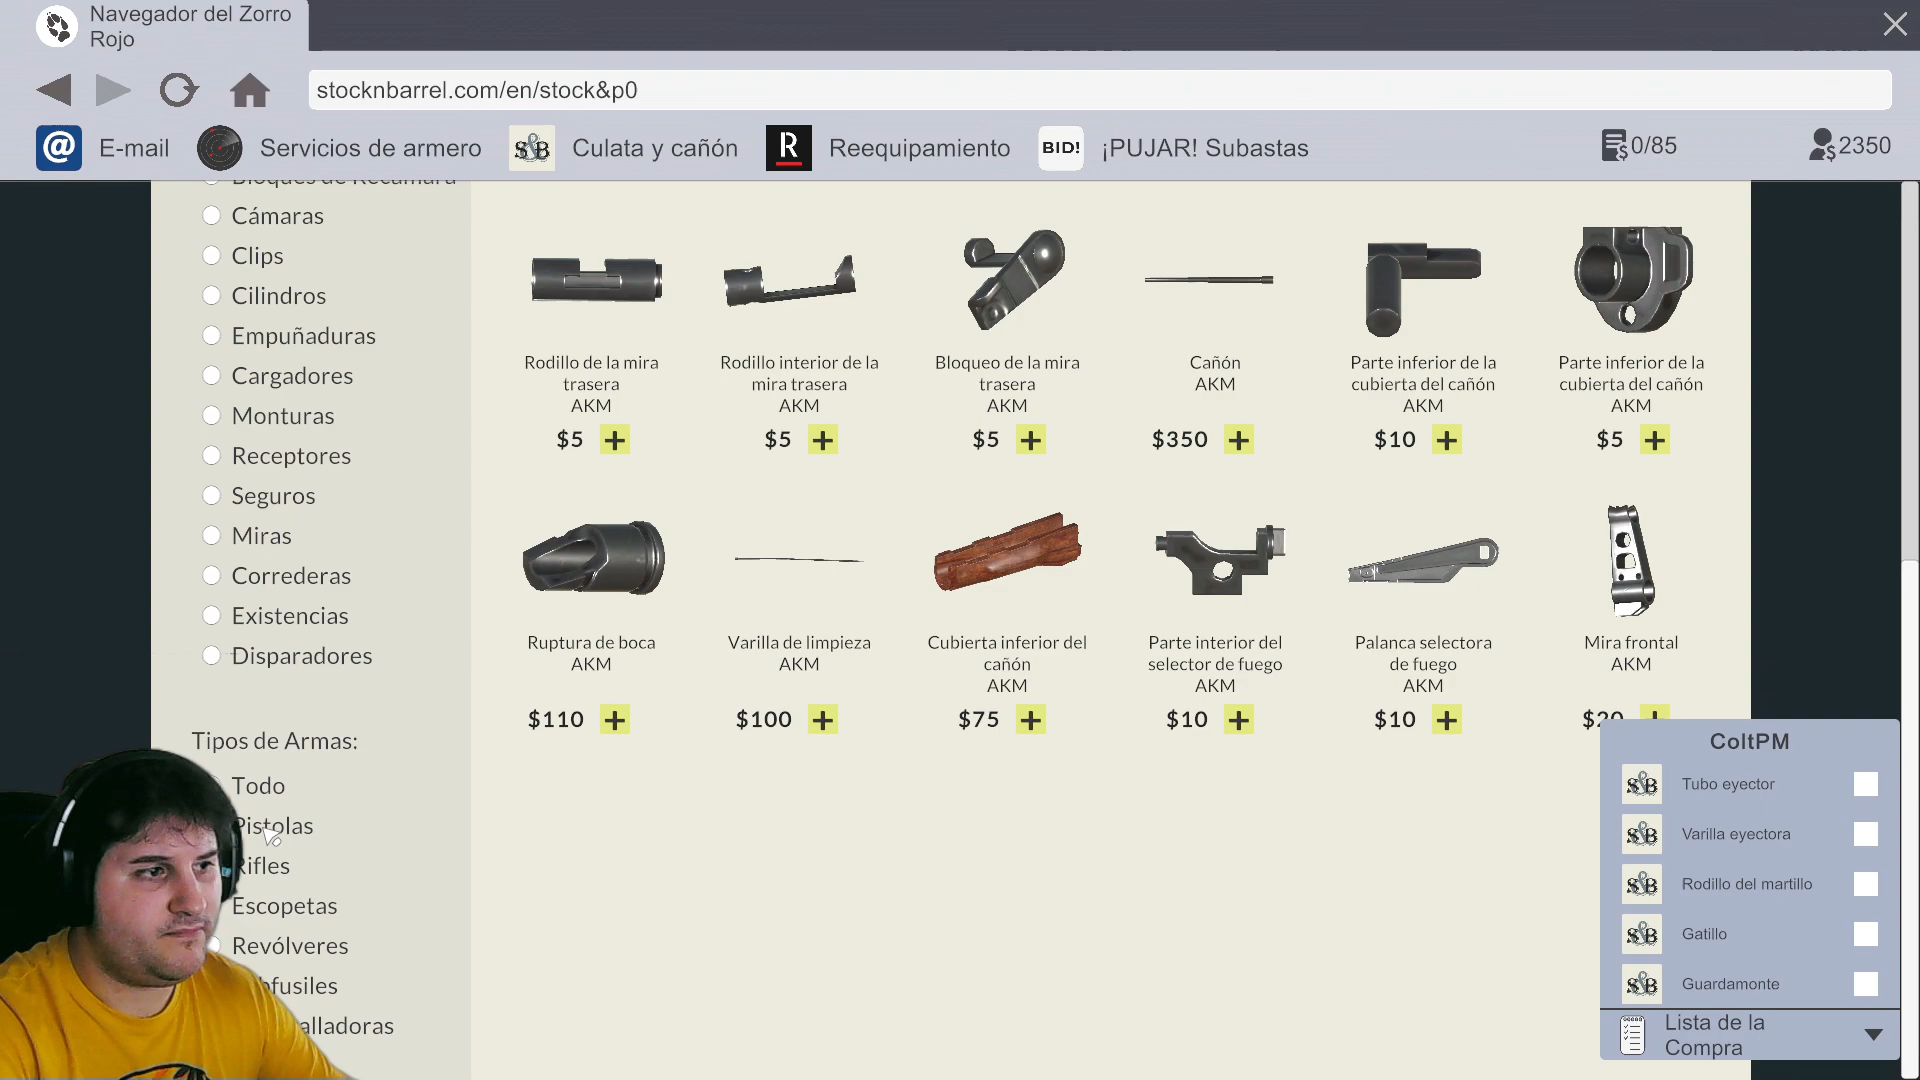 Navegador del Zorro
Rojo
stocknbarrel.com/en/stock&p0
@ E-mail
Servicios de armero
S&B Culata y cañón
R Reequipamiento
BID! ¡PUJAR! Subastas
0/85
2350
Bloques de Recámara
Cámaras
Clips
Cilindros
Empuñaduras
Cargadores
Monturas
Receptores
Seguros
Miras
Correderas
Existencias
Disparadores
Tipos de Armas:
Todo
Pistolas
Rifles
Escopetas
Revólveres
Rodillo de la mira
trasera
AKM
$5 +
Rodillo interior de la
mira trasera
AKM
$5 +
Bloqueo de la mira
trasera
AKM
$5 +
Cañón
AKM
$350 +
Parte inferior de la
cubierta del cañón
AKM
$10 +
Parte inferior de la
cubierta del cañón
AKM
$5 +
Ruptura de boca
AKM
$110 +
Varilla de limpieza
AKM
$100 +
Cubierta inferior del
cañón
AKM
$75 +
Parte interior del
selector de fuego
AKM
$10 +
Palanca selectora
de fuego
AKM
$10 +
Mira frontal
AKM
$20 +
ColtPM
S&B Tubo eyector
S&B Varilla eyectora
S&B Rodillo del martillo
S&B Gatillo
S&B Guardamonte
Lista de la
Compra